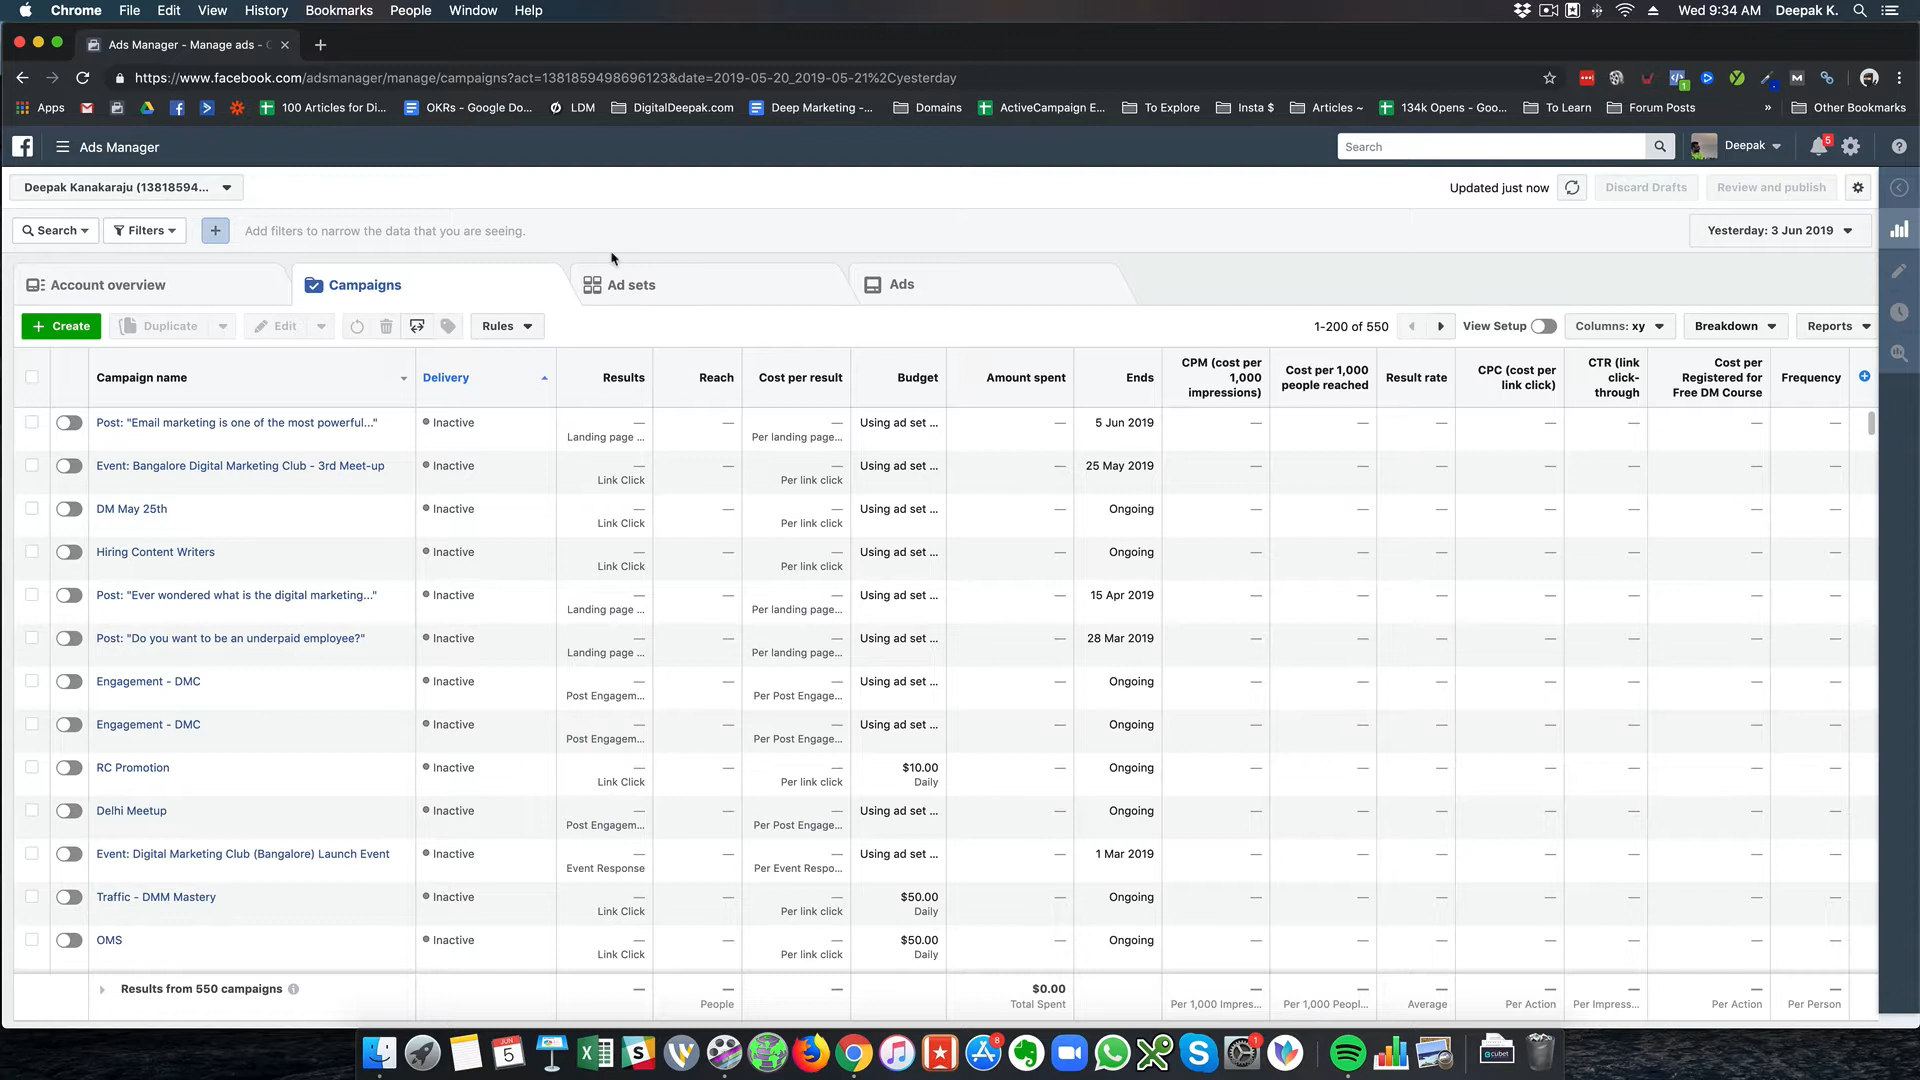 Chrome File Edit View History Bookmarks People Window Help Wed 9:34 AM Deepak K.
Ads Manager - Manage ads - C
https://www.facebook.com/adsmanager/manage/campaigns?act=1381859498696123&date=2019-05-20_2019-05-21%2Cyesterday
Apps 100 Articles for Di... OKRs - Google Do... LDM DigitalDeepak.com Deep Marketing -... Domains ActiveCampaign E... To Explore Insta $ Articles ~ 134k Opens - Goo... To Learn Forum Posts » Other Bookmarks
Ads Manager Search Deepak 5
Deepak Kanakaraju (13818594... Updated just now Discard Drafts Review and publish
Search Filters + Add filters to narrow the data that you are seeing. Yesterday: 3 Jun 2019
Account overview Campaigns Ad sets Ads
+ Create Duplicate Edit Rules 1-200 of 550 View Setup Columns: xy Breakdown Reports
Campaign name Delivery Results Reach Cost per result Budget Amount spent Ends CPM (cost per 1,000 impressions) Cost per 1,000 people reached Result rate CPC (cost per link click) CTR (link click-through Cost per Registered for Free DM Course Frequency
Post: "Email marketing is one of the most powerful..." Inactive — — — Using ad set ... — 5 Jun 2019 — — — — — — —
Landing page ... Per landing page...
Event: Bangalore Digital Marketing Club - 3rd Meet-up Inactive — — — Using ad set ... — 25 May 2019 — — — — — — —
Link Click Per link click
DM May 25th Inactive — — — Using ad set ... — Ongoing — — — — — — —
Link Click Per link click
Hiring Content Writers Inactive — — — Using ad set ... — Ongoing — — — — — — —
Link Click Per link click
Post: "Ever wondered what is the digital marketing..." Inactive — — — Using ad set ... — 15 Apr 2019 — — — — — — —
Landing page ... Per landing page...
Post: "Do you want to be an underpaid employee?" Inactive — — — Using ad set ... — 28 Mar 2019 — — — — — — —
Landing page ... Per landing page...
Engagement - DMC Inactive — — — Using ad set ... — Ongoing — — — — — — —
Post Engagem... Per Post Engage...
Engagement - DMC Inactive — — — Using ad set ... — Ongoing — — — — — — —
Post Engagem... Per Post Engage...
RC Promotion Inactive — — — $10.00 — Ongoing — — — — — — —
Link Click Per link click Daily
Delhi Meetup Inactive — — — Using ad set ... — Ongoing — — — — — — —
Post Engagem... Per Post Engage...
Event: Digital Marketing Club (Bangalore) Launch Event Inactive — — — Using ad set ... — 1 Mar 2019 — — — — — — —
Event Response Per Event Respo...
Traffic - DMM Mastery Inactive — — — $50.00 — Ongoing — — — — — — —
Link Click Per link click Daily
OMS Inactive — — — $50.00 — Ongoing — — — — — — —
Link Click Per link click Daily
Results from 550 campaigns — — — $0.00 — — — — — — —
People Total Spent Per 1,000 Impres... Per 1,000 Peopl... Average Per Action Per Impress... Per Action Per Person
JUN 5 8 1 cubet